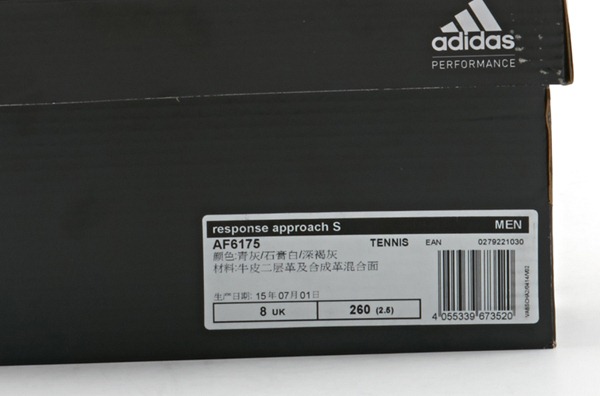 adidas
PERFORMANCE
response approach S MEN
AF6175 TENNIS EAN 0279221030
颜色:青灰/石膏白/深褐灰
材料:牛皮二层革及合成革混合面
生产日期: 15年07月01日
8 UK 260 (2.5)
4 055339 673520